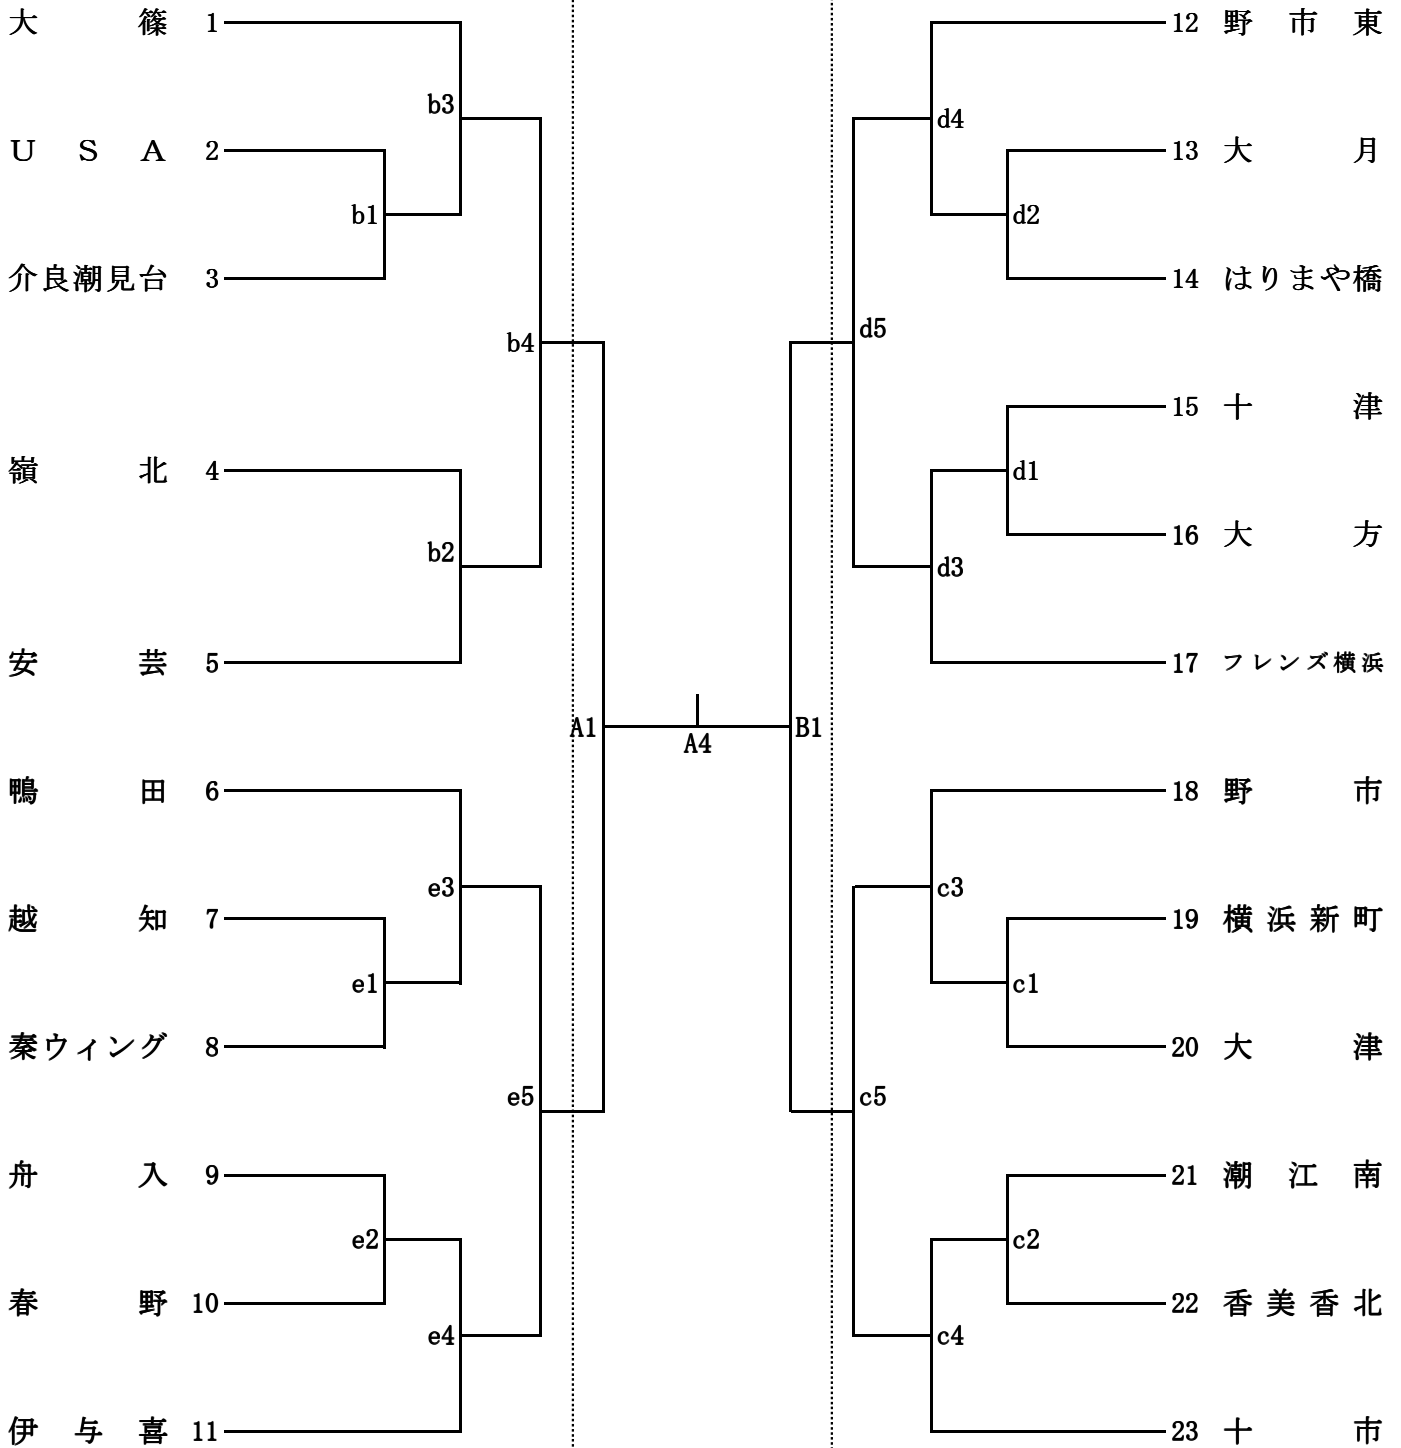 大篠 1
b3
USA 2
b1
介良潮見台 3
b4
嶺北 4
b2
安芸 5
A1
鴨田 6
e3
越知 7
e1
秦ウィング 8
e5
舟入 9
e2
春野 10
e4
伊与喜 11
A4
12 野市東
d4
13 大月
d2
14 はりまや橋
d5
15 十津
d1
16 大方
d3
17 フレンズ横浜
B1
18 野市
c3
19 横浜新町
c1
20 大津
c5
21 潮江南
c2
22 香美香北
c4
23 十市